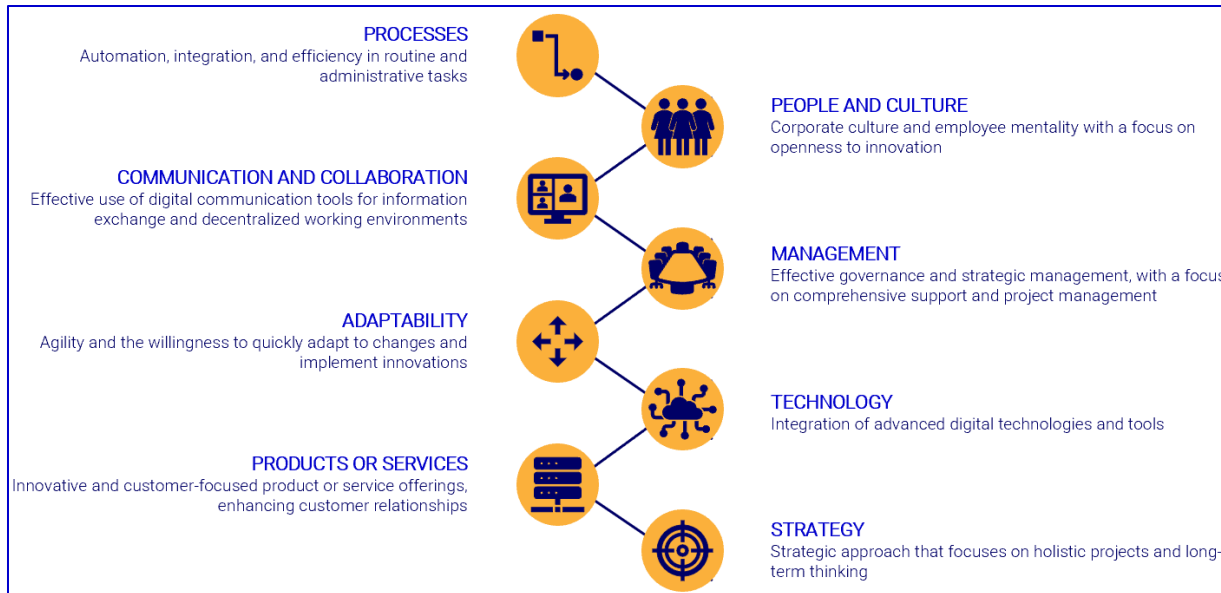 PROCESSES
Automation, integration, and efficiency in routine and
administrative tasks
PEOPLE AND CULTURE
Corporate culture and employee mentality with a focus on
openness to innovation
COMMUNICATION AND COLLABORATION
Effective use of digital communication tools for information
exchange and decentralized working environments
MANAGEMENT
Effective governance and strategic management, with a focus
on comprehensive support and project management
ADAPTABILITY
Agility and the willingness to quickly adapt to changes and
implement innovations
TECHNOLOGY
Integration of advanced digital technologies and tools
PRODUCTS OR SERVICES
Innovative and customer-focused product or service offerings,
enhancing customer relationships
STRATEGY
Strategic approach that focuses on holistic projects and long-
term thinking